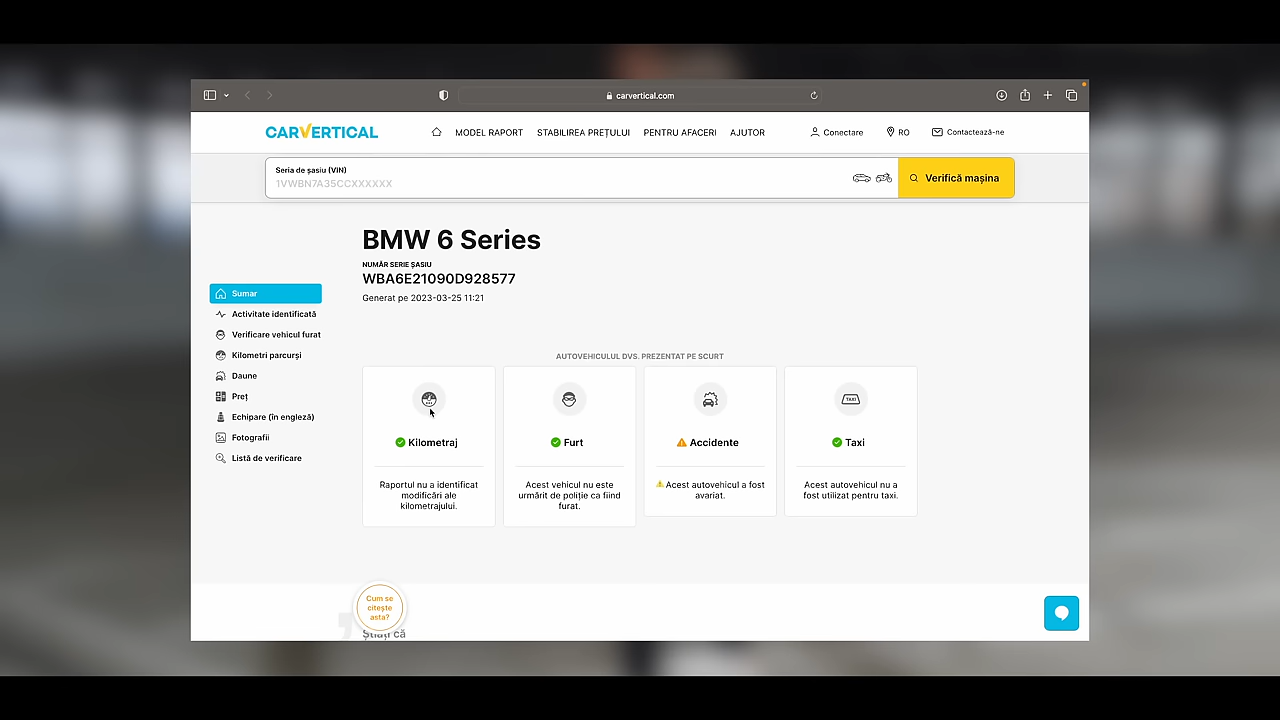 carvertical.com
CARVERTICAL
MODEL RAPORT
STABILIREA PREȚULUI
PENTRU AFACERI
AJUTOR
Conectare
RO
Contactează-ne
Seria de șasiu (VIN)
1VWBN7A35CCXXXXXX
Verifică mașina
BMW 6 Series
NUMĂR SERIE ȘASIU
WBA6E21090D928577
Generat pe 2023-03-25 11:21
Sumar
Activitate identificată
Verificare vehicul furat
Kilometri parcurși
Daune
Preț
Echipare (în engleză)
Fotografii
Listă de verificare
AUTOVEHICULUL DVS. PREZENTAT PE SCURT
Kilometraj
Raportul nu a identificat
modificări ale
kilometrajului.
Furt
Acest vehicul nu este
urmărit de poliție ca fiind
furat.
Accidente
Acest autovehicul a fost
avariat.
TAXI
Taxi
Acest autovehicul nu a
fost utilizat pentru taxi.
Cum se
citește
asta?
Știați că